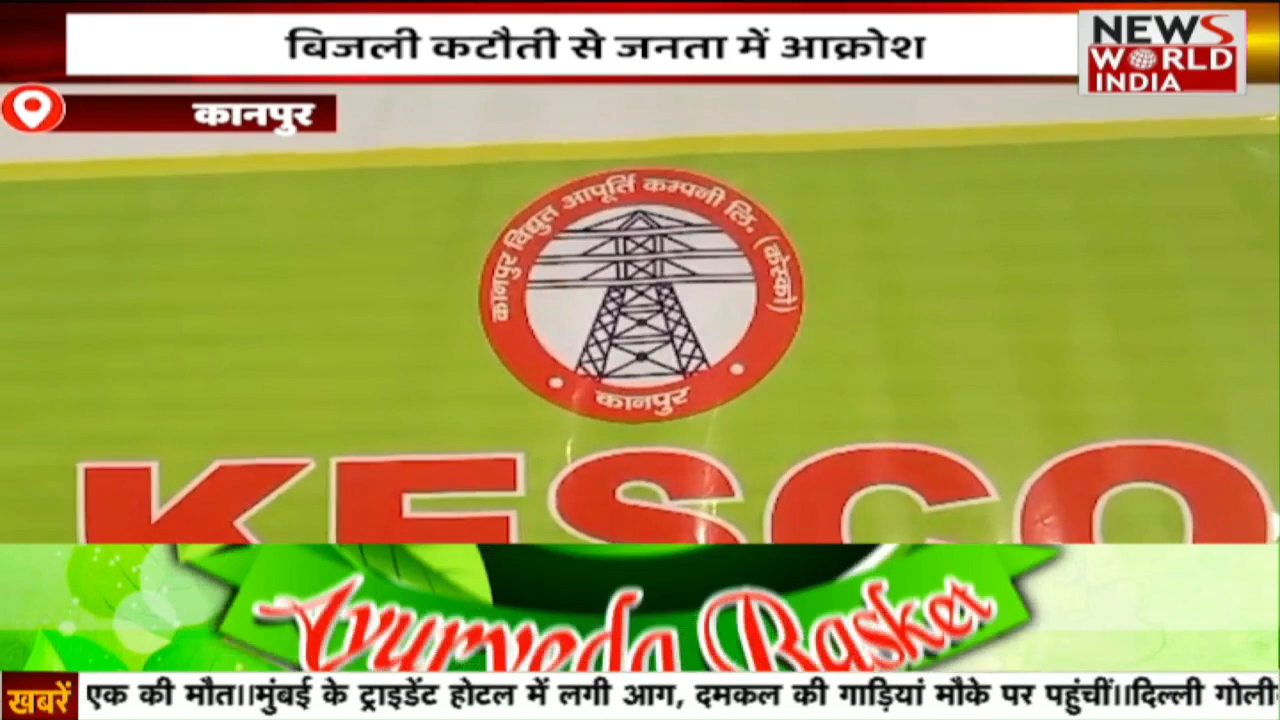 बिजली कटौती से जनता में आक्रोश
NEWS
WORLD
INDIA
कानपुर
कानपुर विद्युत आपूर्ति कम्पनी लि. (केस्को)
कानपुर
KESCO
Ayurveda Basket
खबरें
एक की मौत।।मुंबई के ट्राइडेंट होटल में लगी आग, दमकल की गाड़ियां मौके पर पहुंचीं।।दिल्ली गोली